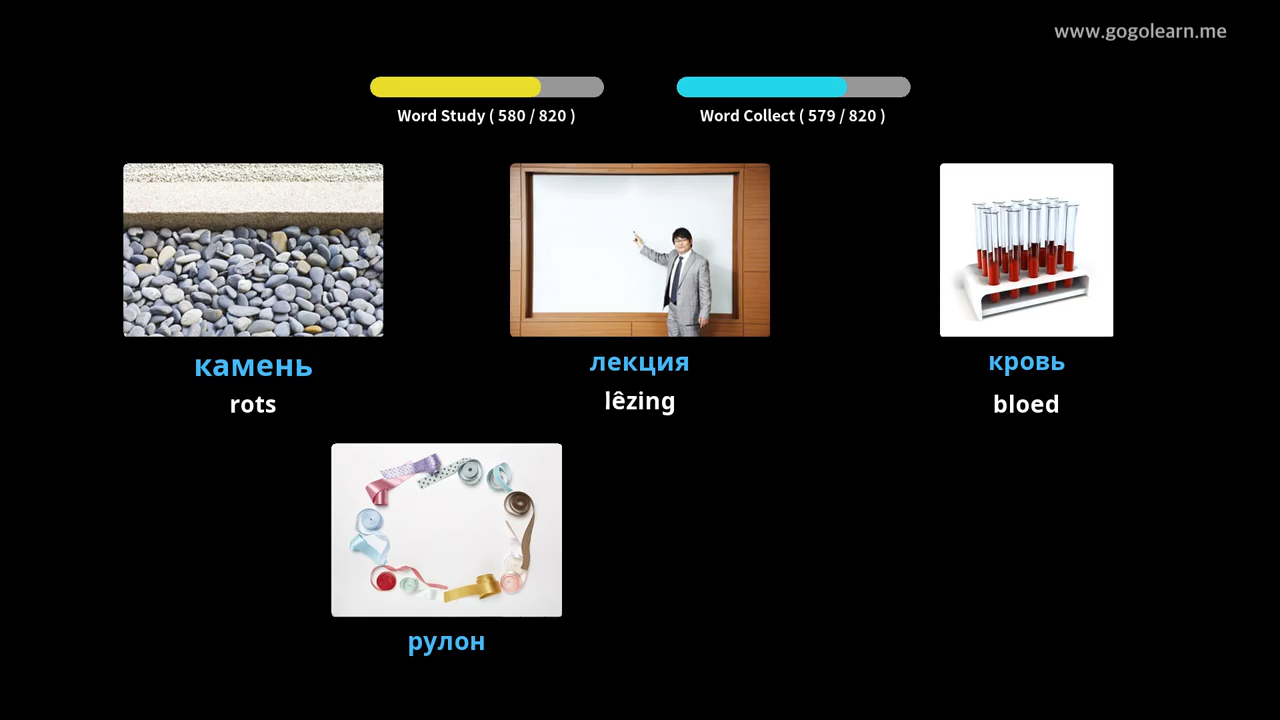 www.gogolearn.me
Word Study ( 580 / 820 )
Word Collect ( 579 / 820 )
камень
лекция
кровь
rots
lêzing
bloed
рулон